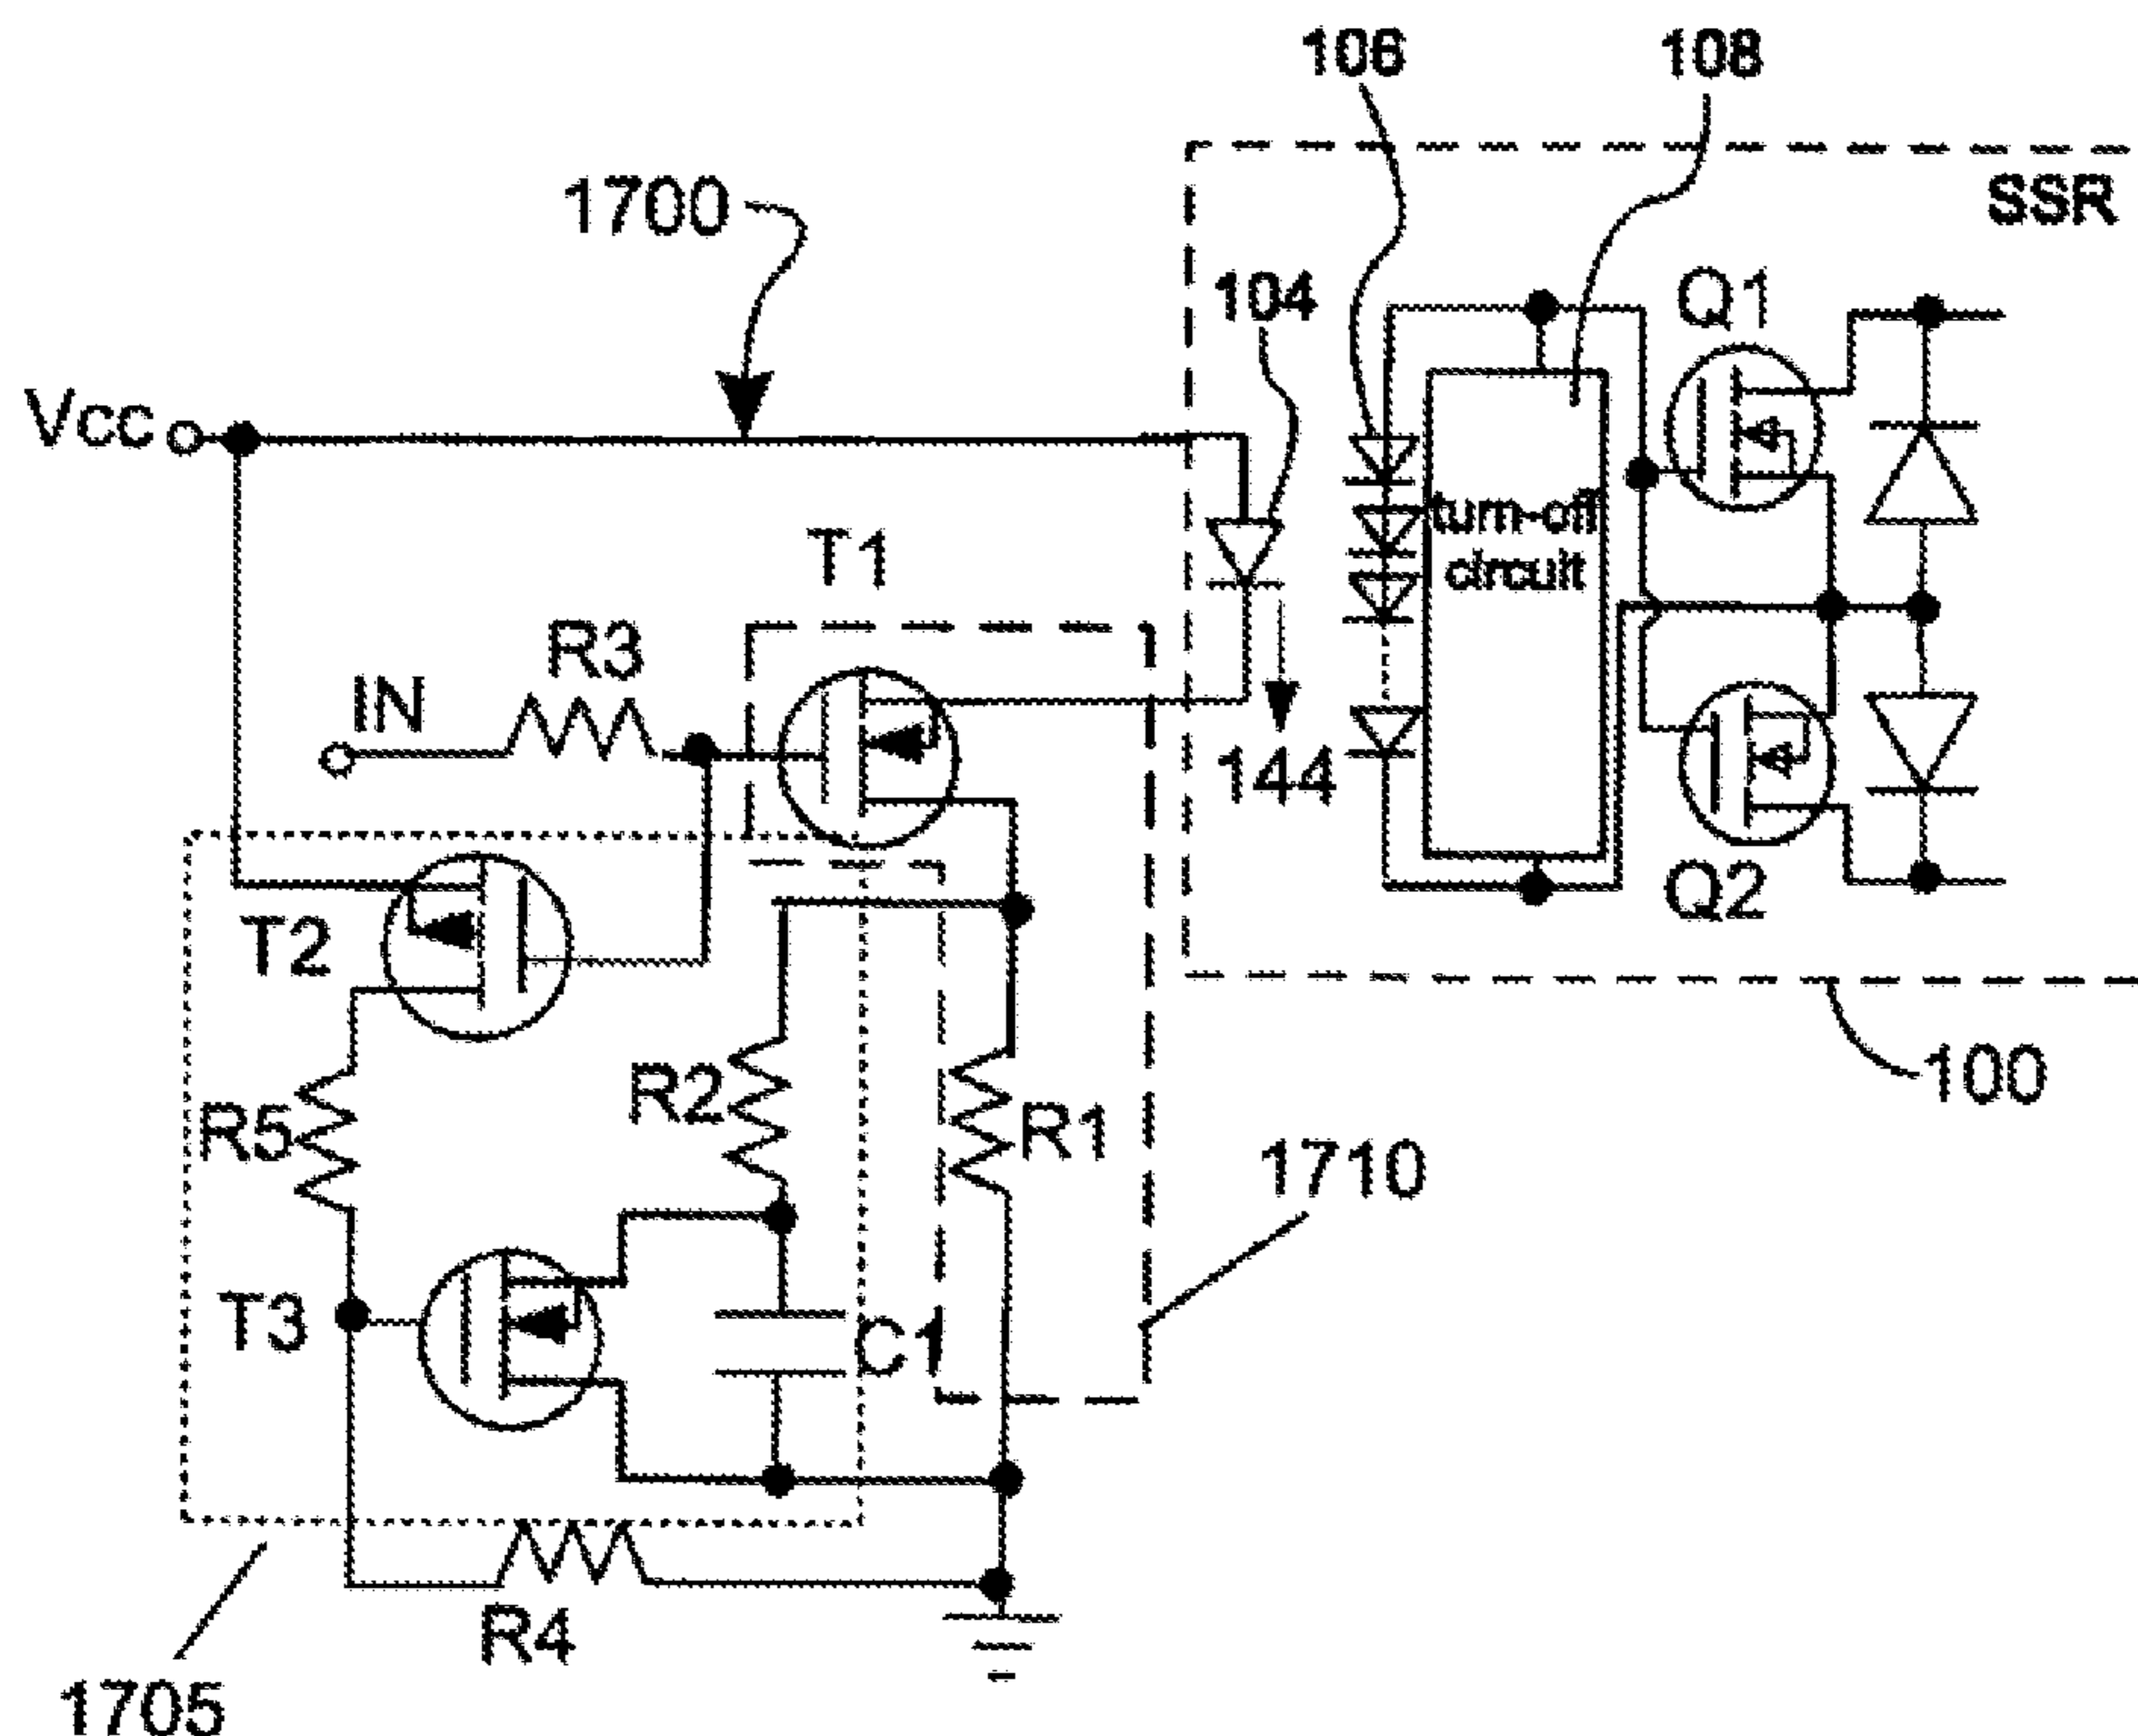 106
108
SSR
1700
104
Q1
Vcc
T1
turn-off
circuit
R3
IN
144
T2
Q2
R2
100
R5
R1
1710
T3
C1
R4
1705